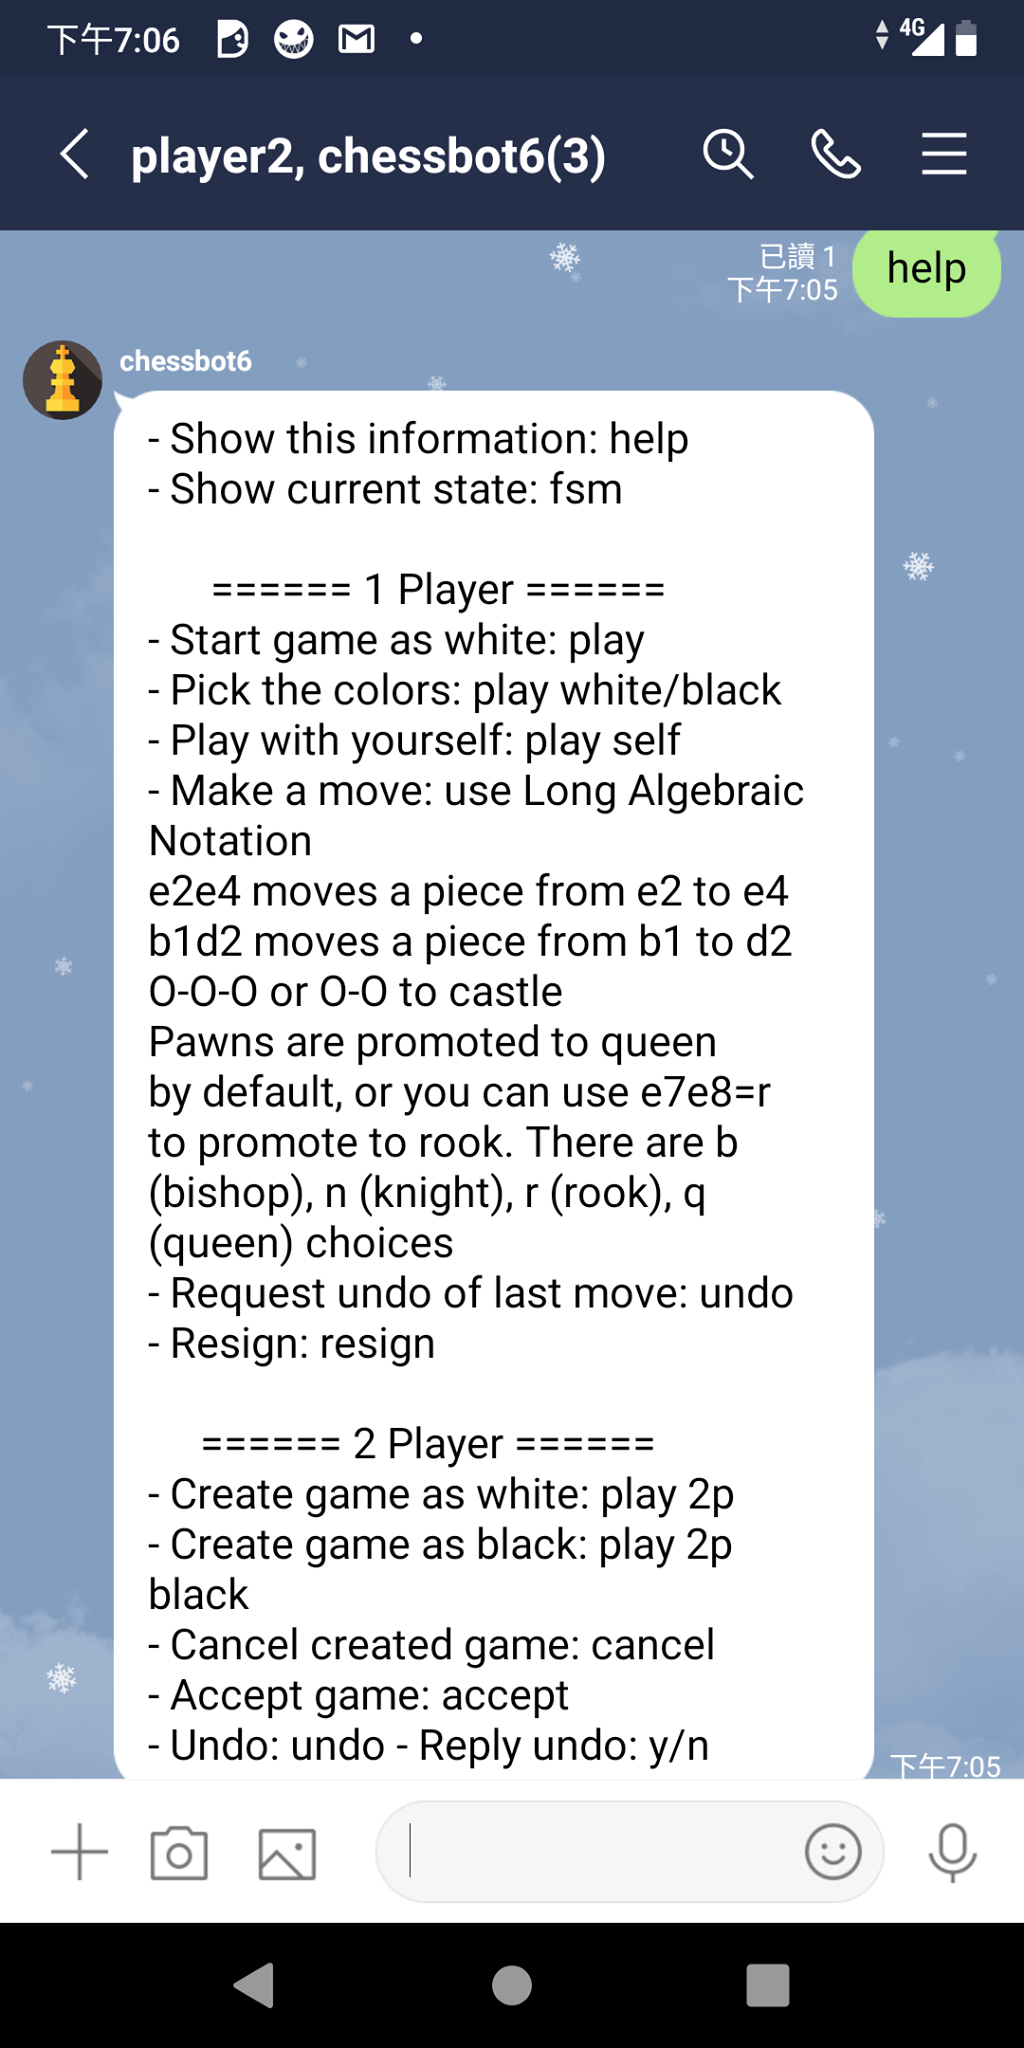 下午7:06
4G
player2, chessbot6(3)
已讀 1
下午7:05
help
chessbot6
- Show this information: help
- Show current state: fsm
====== 1 Player ======
- Start game as white: play
- Pick the colors: play white/black
- Play with yourself: play self
- Make a move: use Long Algebraic
Notation
e2e4 moves a piece from e2 to e4
b1d2 moves a piece from b1 to d2
O-O-O or O-O to castle
Pawns are promoted to queen
by default, or you can use e7e8=r
to promote to rook. There are b
(bishop), n (knight), r (rook), q
(queen) choices
- Request undo of last move: undo
- Resign: resign
====== 2 Player ======
- Create game as white: play 2p
- Create game as black: play 2p
black
- Cancel created game: cancel
- Accept game: accept
- Undo: undo - Reply undo: y/n
下午7:05